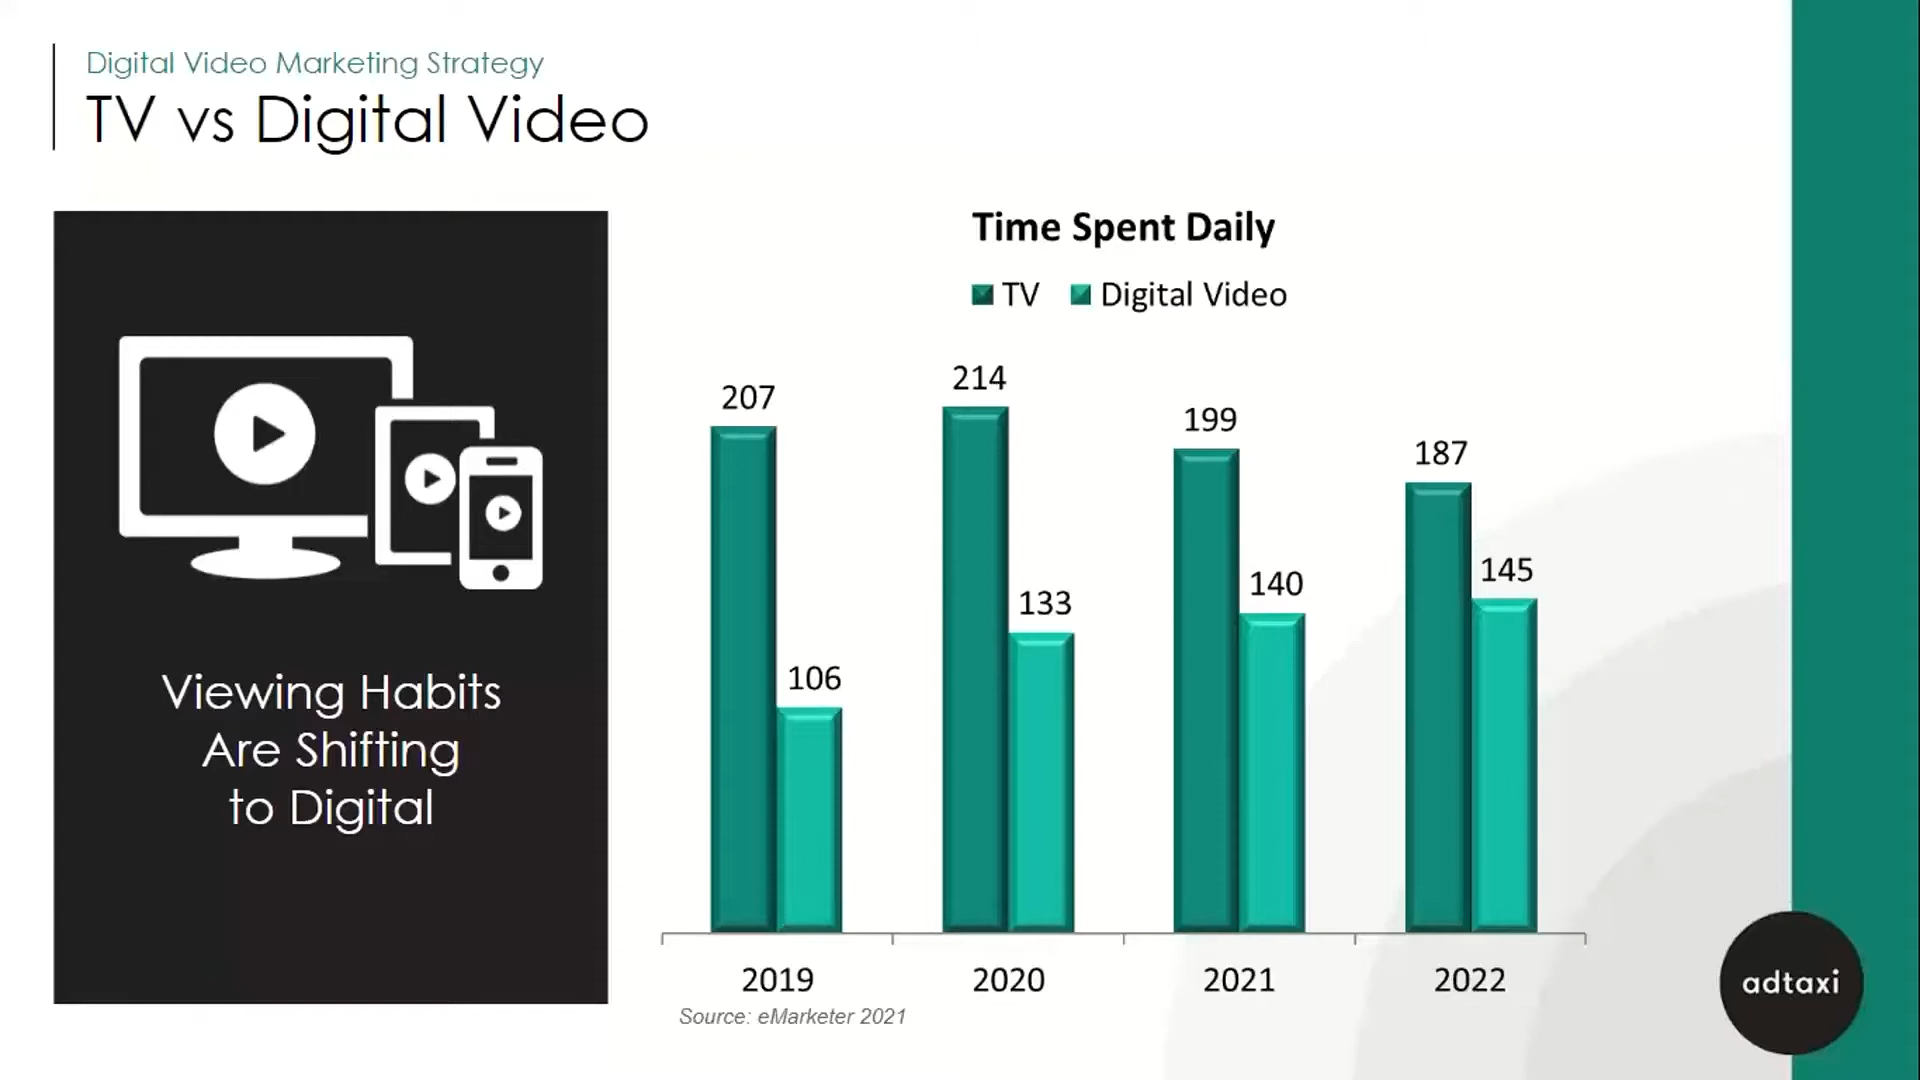 Digital Video Marketing Strategy
TV vs Digital Video
Viewing Habits
Are Shifting
to Digital
Time Spent Daily
TV Digital Video
207
106
214
133
199
140
187
145
2019 2020 2021 2022
Source: eMarketer 2021
adtaxi